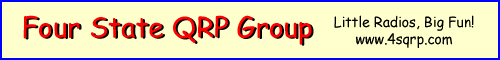 Four State QRP Group
Little Radios, Big Fun!
www.4sqrp.com